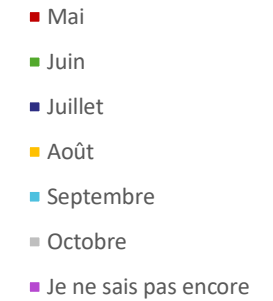 Mai
Juin
Juillet
Août
Septembre
Octobre
Je ne sais pas encore